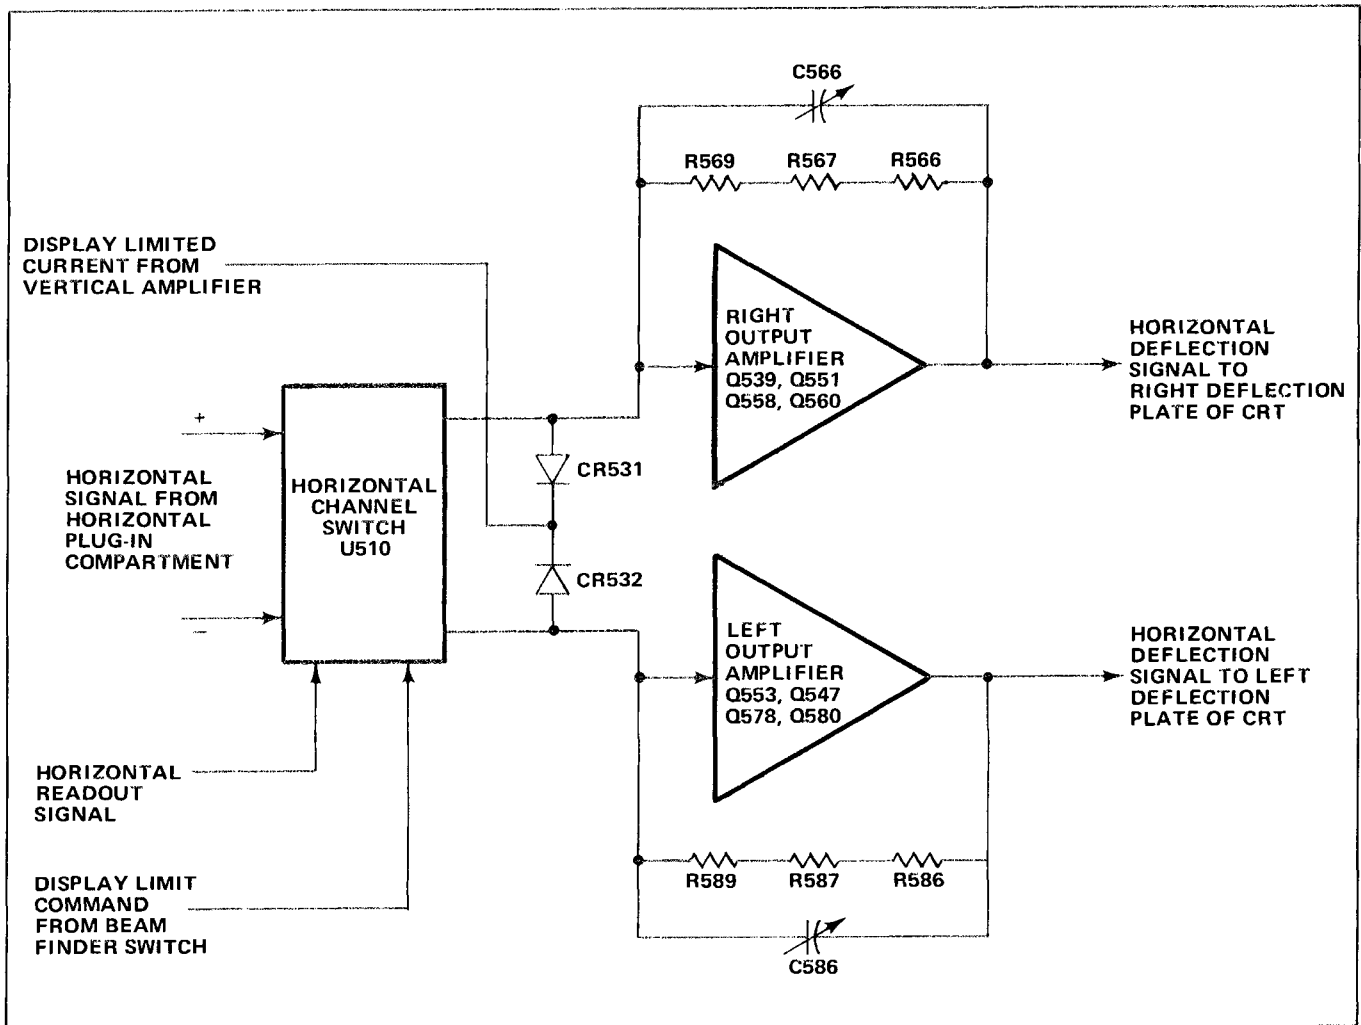 C566
R569 R567 R566
DISPLAY LIMITED
CURRENT FROM
VERTICAL AMPLIFIER
RIGHT
OUTPUT
AMPLIFIER
Q539, Q551
Q558, Q560
HORIZONTAL
DEFLECTION
SIGNAL TO
RIGHT DEFLECTION
PLATE OF CRT
+
HORIZONTAL
SIGNAL FROM
HORIZONTAL
PLUG-IN
COMPARTMENT
−
HORIZONTAL
CHANNEL
SWITCH
U510
CR531
CR532
LEFT
OUTPUT
AMPLIFIER
Q553, Q547
Q578, Q580
HORIZONTAL
DEFLECTION
SIGNAL TO LEFT
DEFLECTION
PLATE OF CRT
HORIZONTAL
READOUT
SIGNAL
R589 R587 R586
DISPLAY LIMIT
COMMAND
FROM BEAM
FINDER SWITCH
C586